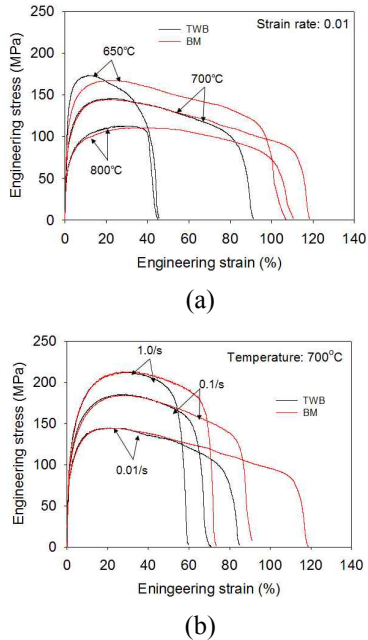 250
200
150
100
50
0
Engineering stress (MPa)
Strain rate: 0.01
TWB
BM
650℃
700℃
800℃
0 20 40 60 80 100 120 140
Engineering strain (%)
(a)
250
200
150
100
50
0
Engineering stress (MPa)
Temperature: 700°C
1.0/s
0.1/s
TWB
BM
0.01/s
0 20 40 60 80 100 120 140
Eningeering strain (%)
(b)